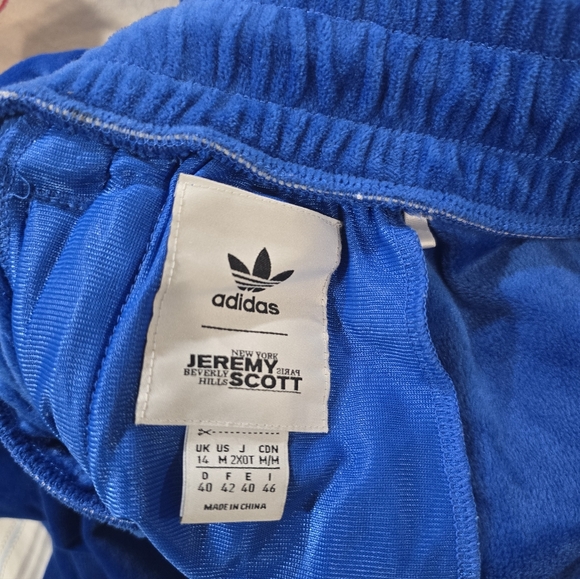 adidas
NEW YORK
JEREMY PARIS
BEVERLY HILLS SCOTT
UK US J CDN
14 M 2XOT M/M
D F E I
40 42 40 46
MADE IN CHINA